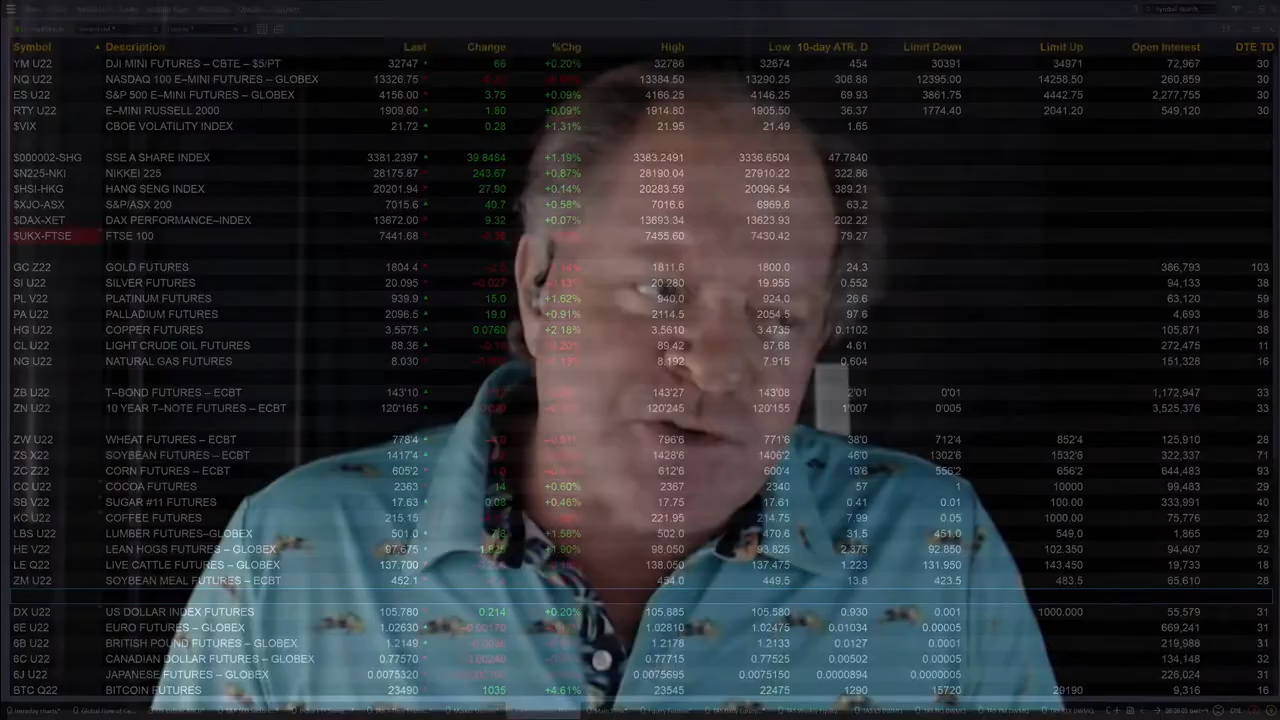 Symbol search
Symbol Description Last Change %Chg High Low 10-day ATR, D Limit Down Limit Up Open Interest DTE TD
YM U22 DJI MINI FUTURES – CBTE – $5/PT 32747 66 +0.20% 32786 32674 454 30391 34971 72,967 30
NQ U22 NASDAQ 100 E–MINI FUTURES – GLOBEX 13326.75 13384.50 13290.25 308.88 12395.00 14258.50 260,859 30
ES U22 S&P 500 E–MINI FUTURES – GLOBEX 4156.00 3.75 +0.09% 4166.25 4146.25 69.93 3861.75 4442.75 2,277,755 30
RTY U22 E–MINI RUSSELL 2000 1909.60 1.80 +0.09% 1914.80 1905.50 36.37 1774.40 2041.20 549,120 30
$VIX CBOE VOLATILITY INDEX 21.72 0.28 +1.31% 21.95 21.49 1.65
$000002-SHG SSE A SHARE INDEX 3381.2397 39.8484 +1.19% 3383.2491 3336.6504 47.7840
$N225-NKI NIKKEI 225 28175.87 243.67 +0.87% 28190.04 27910.22 322.86
$HSI-HKG HANG SENG INDEX 20201.94 27.90 +0.14% 20283.59 20096.54 389.21
$XJO-ASX S&P/ASX 200 7015.6 40.7 +0.58% 7016.6 6969.6 63.2
$DAX-XET DAX PERFORMANCE–INDEX 13672.00 9.32 +0.07% 13693.34 13623.93 202.22
$UKX-FTSE FTSE 100 7441.68 7455.60 7430.42 79.27
GC Z22 GOLD FUTURES 1804.4 1811.6 1800.0 24.3 386,793 103
SI U22 SILVER FUTURES 20.095 -0.027 20.280 19.955 0.552 94,133 38
PL V22 PLATINUM FUTURES 939.9 15.0 +1.62% 940.0 924.0 26.6 63,120 59
PA U22 PALLADIUM FUTURES 2096.5 19.0 +0.91% 2114.5 2054.5 97.6 4,693 38
HG U22 COPPER FUTURES 3.5575 0.0760 +2.18% 3.5610 3.4735 0.1102 105,871 38
CL U22 LIGHT CRUDE OIL FUTURES 88.36 89.42 87.68 4.61 272,475 11
NG U22 NATURAL GAS FUTURES 8.030 8.192 7.915 0.604 151,328 16
ZB U22 T–BOND FUTURES – ECBT 143'10 143'27 143'08 2'01 0'01 1,172,947 33
ZN U22 10 YEAR T–NOTE FUTURES – ECBT 120'165 120'245 120'155 1'007 0'005 3,525,376 33
ZW U22 WHEAT FUTURES – ECBT 778'4 796'6 771'6 38'0 712'4 852'4 125,910 28
ZS X22 SOYBEAN FUTURES – ECBT 1417'4 1428'6 1406'2 46'0 1302'6 1532'6 322,337 71
ZC Z22 CORN FUTURES – ECBT 605'2 612'6 600'4 19'6 556'2 656'2 644,483 93
CC U22 COCOA FUTURES 2363 14 +0.60% 2367 2340 57 1 10000 99,483 29
SB V22 SUGAR #11 FUTURES 17.63 0.08 +0.46% 17.75 17.61 0.41 0.01 100.00 333,991 40
KC U22 COFFEE FUTURES 215.15 221.95 214.75 7.99 0.05 1000.00 75,776 32
LBS U22 LUMBER FUTURES–GLOBEX 501.0 7.8 +1.58% 502.0 470.6 31.5 451.0 549.0 1,865 29
HE V22 LEAN HOGS FUTURES–GLOBEX 97.675 1.825 +1.90% 98.050 93.825 2.375 92.850 102.350 94,407 52
LE Q22 LIVE CATTLE FUTURES–GLOBEX 137.700 138.050 137.475 1.223 131.950 143.450 19,733 18
ZM U22 SOYBEAN MEAL FUTURES – ECBT 452.1 454.0 449.5 13.8 423.5 483.5 65,610 28
DX U22 US DOLLAR INDEX FUTURES 105.780 0.214 +0.20% 105.885 105.580 0.930 0.001 1000.000 55,579 31
6E U22 EURO FUTURES – GLOBEX 1.02630 -0.00170 1.02810 1.02475 0.01034 0.00005 669,241 31
6B U22 BRITISH POUND FUTURES – GLOBEX 1.2149 1.2178 1.2133 0.0127 0.0001 219,988 31
6C U22 CANADIAN DOLLAR FUTURES – GLOBEX 0.77570 -0.00240 0.77715 0.77525 0.00502 0.00005 134,148 32
6J U22 JAPANESE FUTURES – GLOBEX 0.0075320 0.0075695 0.0075150 0.0000894 0.0000005 226,024 31
BTC Q22 BITCOIN FUTURES 23490 1035 +4.61% 23545 22475 1290 15720 29190 9,316 16